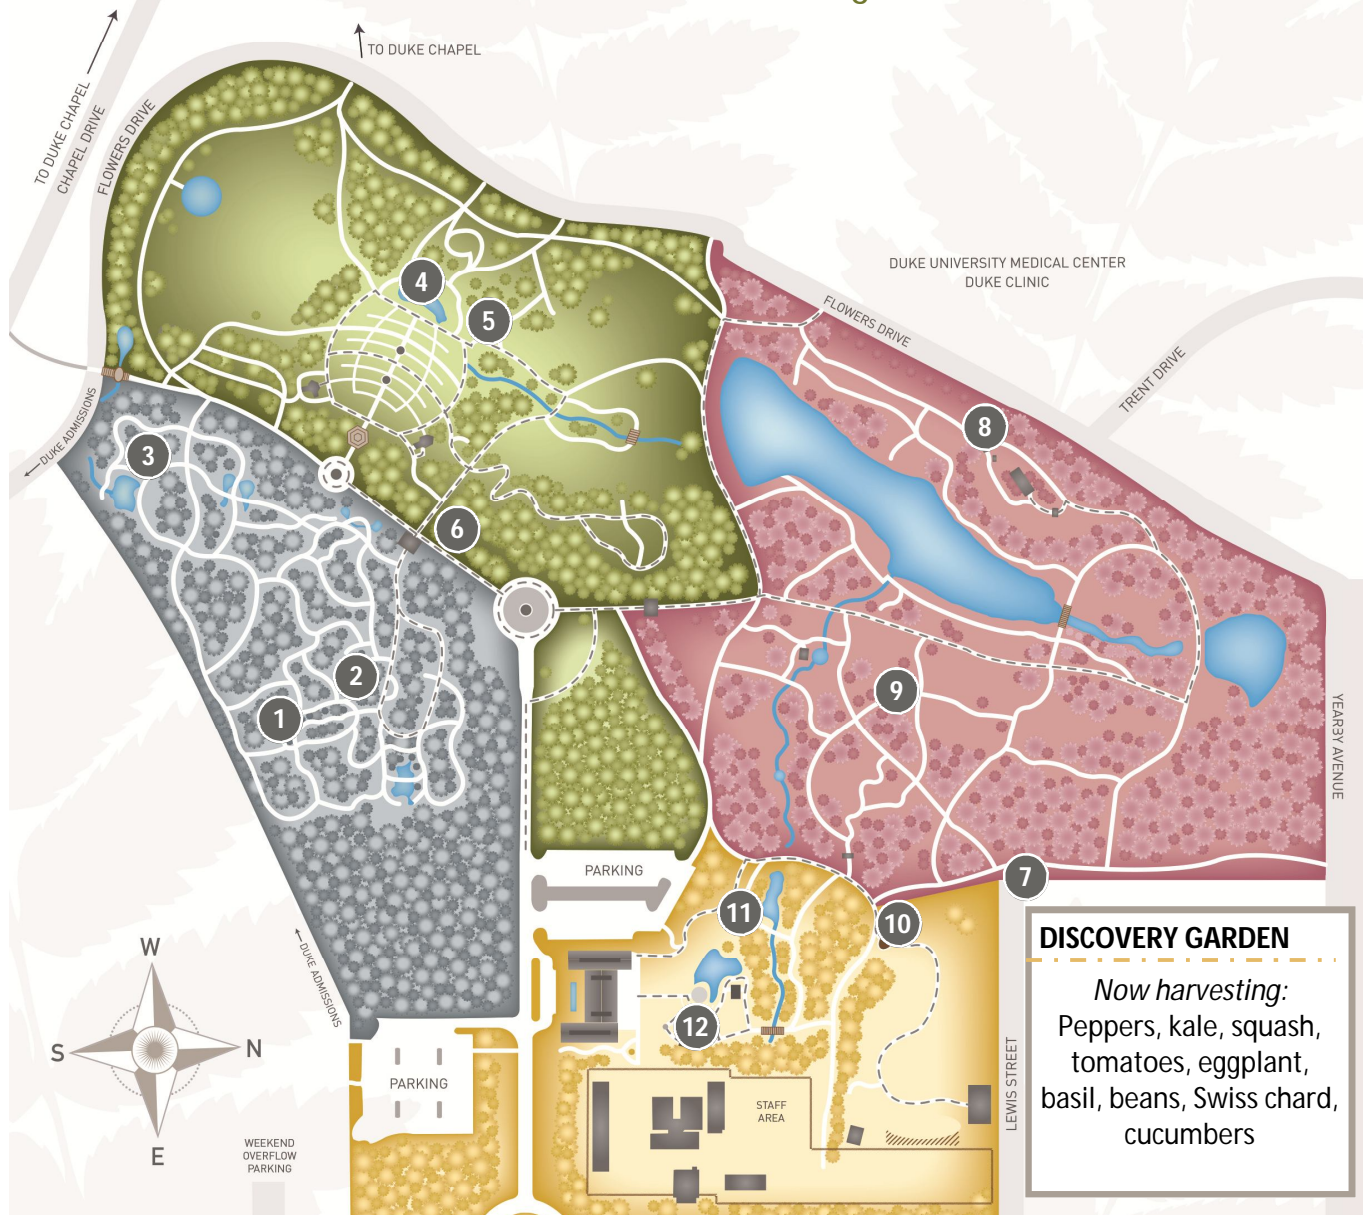 TO DUKE CHAPEL
TO DUKE CHAPEL
CHAPEL DRIVE
FLOWERS DRIVE
DUKE UNIVERSITY MEDICAL CENTER
DUKE CLINIC
FLOWERS DRIVE
TRENT DRIVE
4
5
DUKE ADMISSIONS
3
8
6
2
1
9
YEARBY AVENUE
PARKING
7
11
10
DISCOVERY GARDEN
Now harvesting:
Peppers, kale, squash,
tomatoes, eggplant,
basil, beans, Swiss chard,
cucumbers
DUKE ADMISSIONS
W
S
N
E
12
PARKING
STAFF
AREA
LEWIS STREET
WEEKEND
OVERFLOW
PARKING